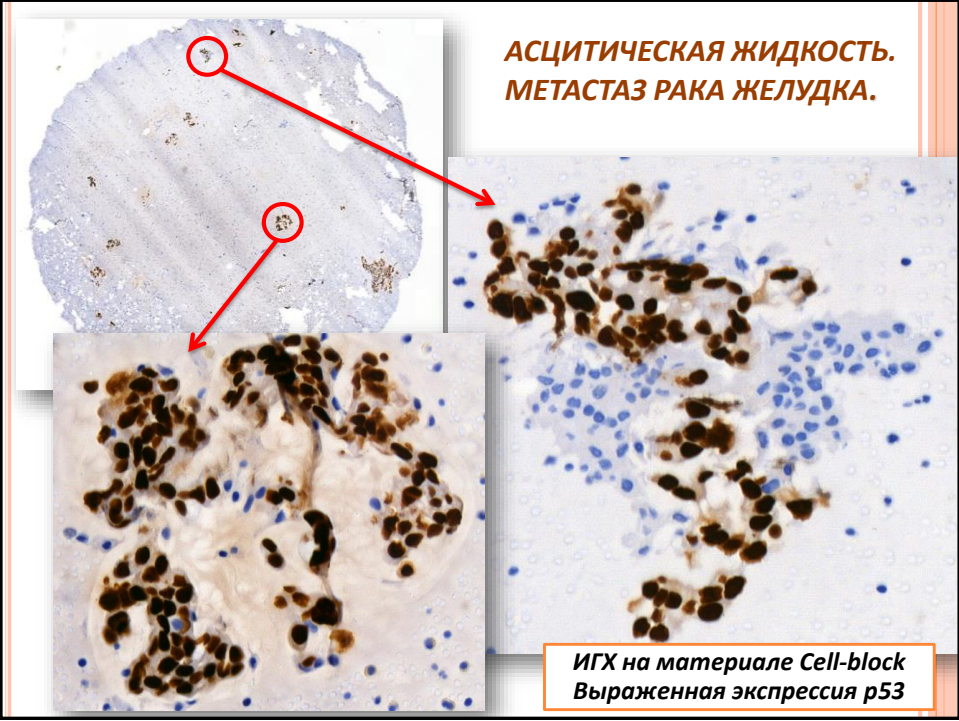 АСЦИТИЧЕСКАЯ ЖИДКОСТЬ.
МЕТАСТАЗ РАКА ЖЕЛУДКА.
ИГХ на материале Cell-block
Выраженная экспрессия p53